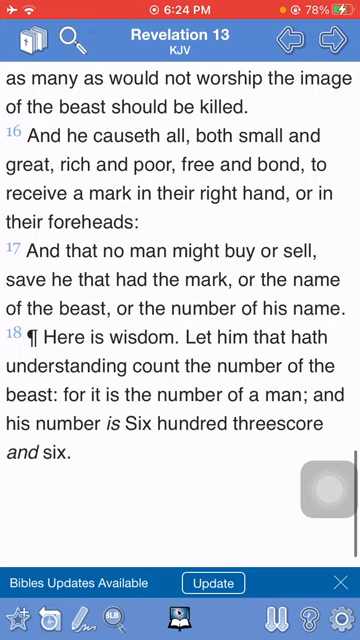 6:24 PM
78%
Revelation 13
KJV
as many as would not worship the image
of the beast should be killed.
16 And he causeth all, both small and
great, rich and poor, free and bond, to
receive a mark in their right hand, or in
their foreheads:
17 And that no man might buy or sell,
save he that had the mark, or the name
of the beast, or the number of his name.
18 ¶ Here is wisdom. Let him that hath
understanding count the number of the
beast: for it is the number of a man; and
his number is Six hundred threescore
and six.
Bibles Updates Available
Update
ALB